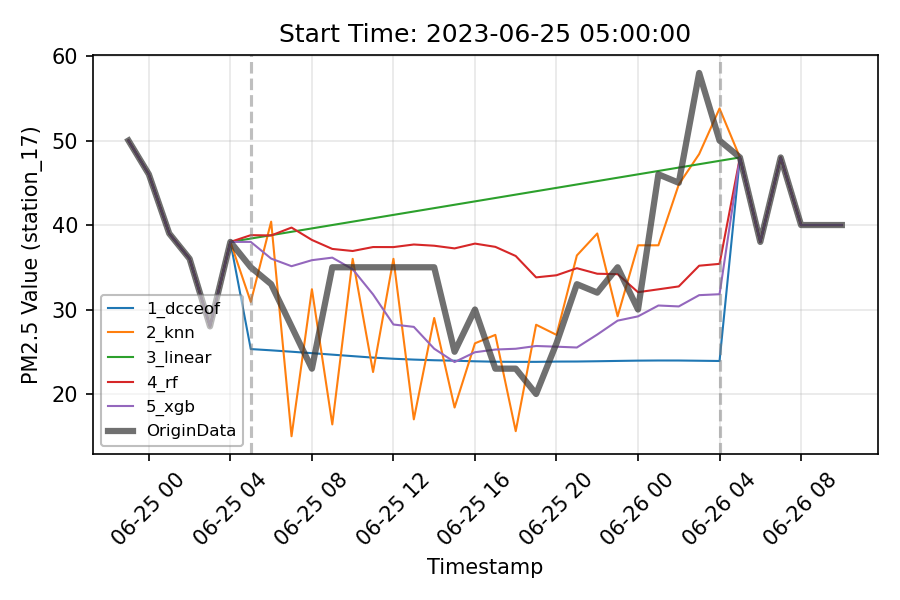 Start Time: 2023-06-25 05:00:00
60
50
40
30
20
PM2.5 Value (station_17)
1_dcceof
2_knn
3_linear
4_rf
5_xgb
OriginData
06-25 00
06-25 04
06-25 08
06-25 12
06-25 16
06-25 20
06-26 00
06-26 04
06-26 08
Timestamp